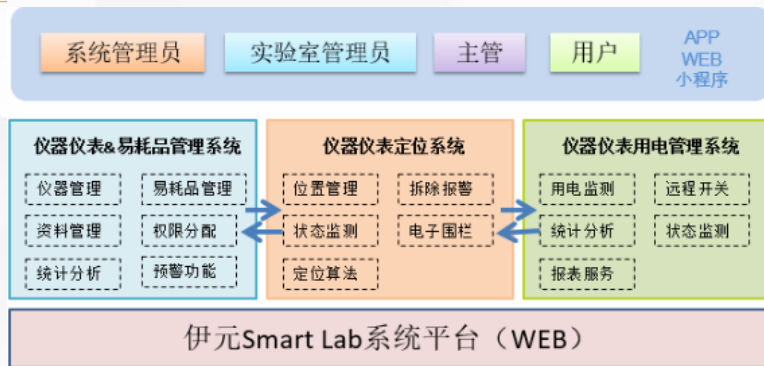 系统管理员
实验室管理员
主管
用户
APP
WEB
小程序
仪器仪表&易耗品管理系统
仪器管理
易耗品管理
资料管理
权限分配
统计分析
预警功能
仪器仪表定位系统
位置管理
拆除报警
状态监测
电子围栏
定位算法
仪器仪表用电管理系统
用电监测
远程开关
统计分析
状态监测
报表服务
伊元Smart Lab系统平台（WEB）